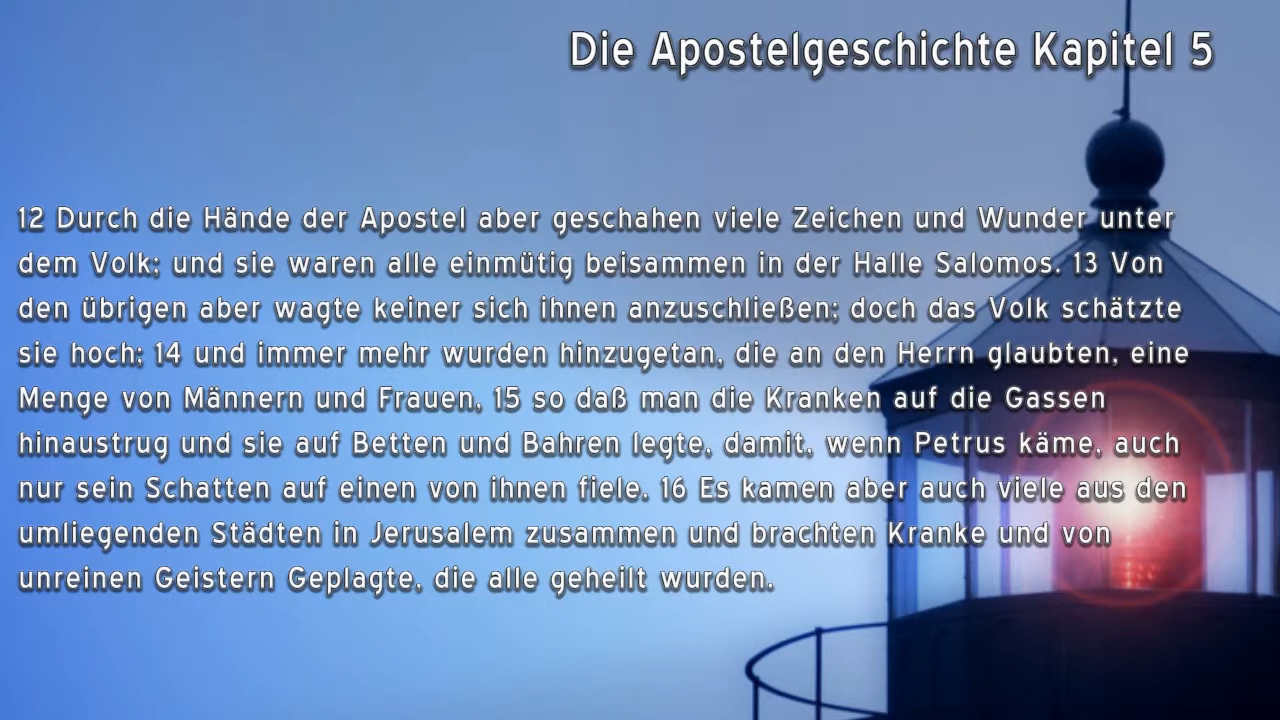 Die Apostelgeschichte Kapitel 5
12 Durch die Hände der Apostel aber geschahen viele Zeichen und Wunder unter
dem Volk; und sie waren alle einmütig beisammen in der Halle Salomos. 13 Von
den übrigen aber wagte keiner sich ihnen anzuschließen; doch das Volk schätzte
sie hoch; 14 und immer mehr wurden hinzugetan, die an den Herrn glaubten, eine
Menge von Männern und Frauen, 15 so daß man die Kranken auf die Gassen
hinaustrug und sie auf Betten und Bahren legte, damit, wenn Petrus käme, auch
nur sein Schatten auf einen von ihnen fiele. 16 Es kamen aber auch viele aus den
umliegenden Städten in Jerusalem zusammen und brachten Kranke und von
unreinen Geistern Geplagte, die alle geheilt wurden.